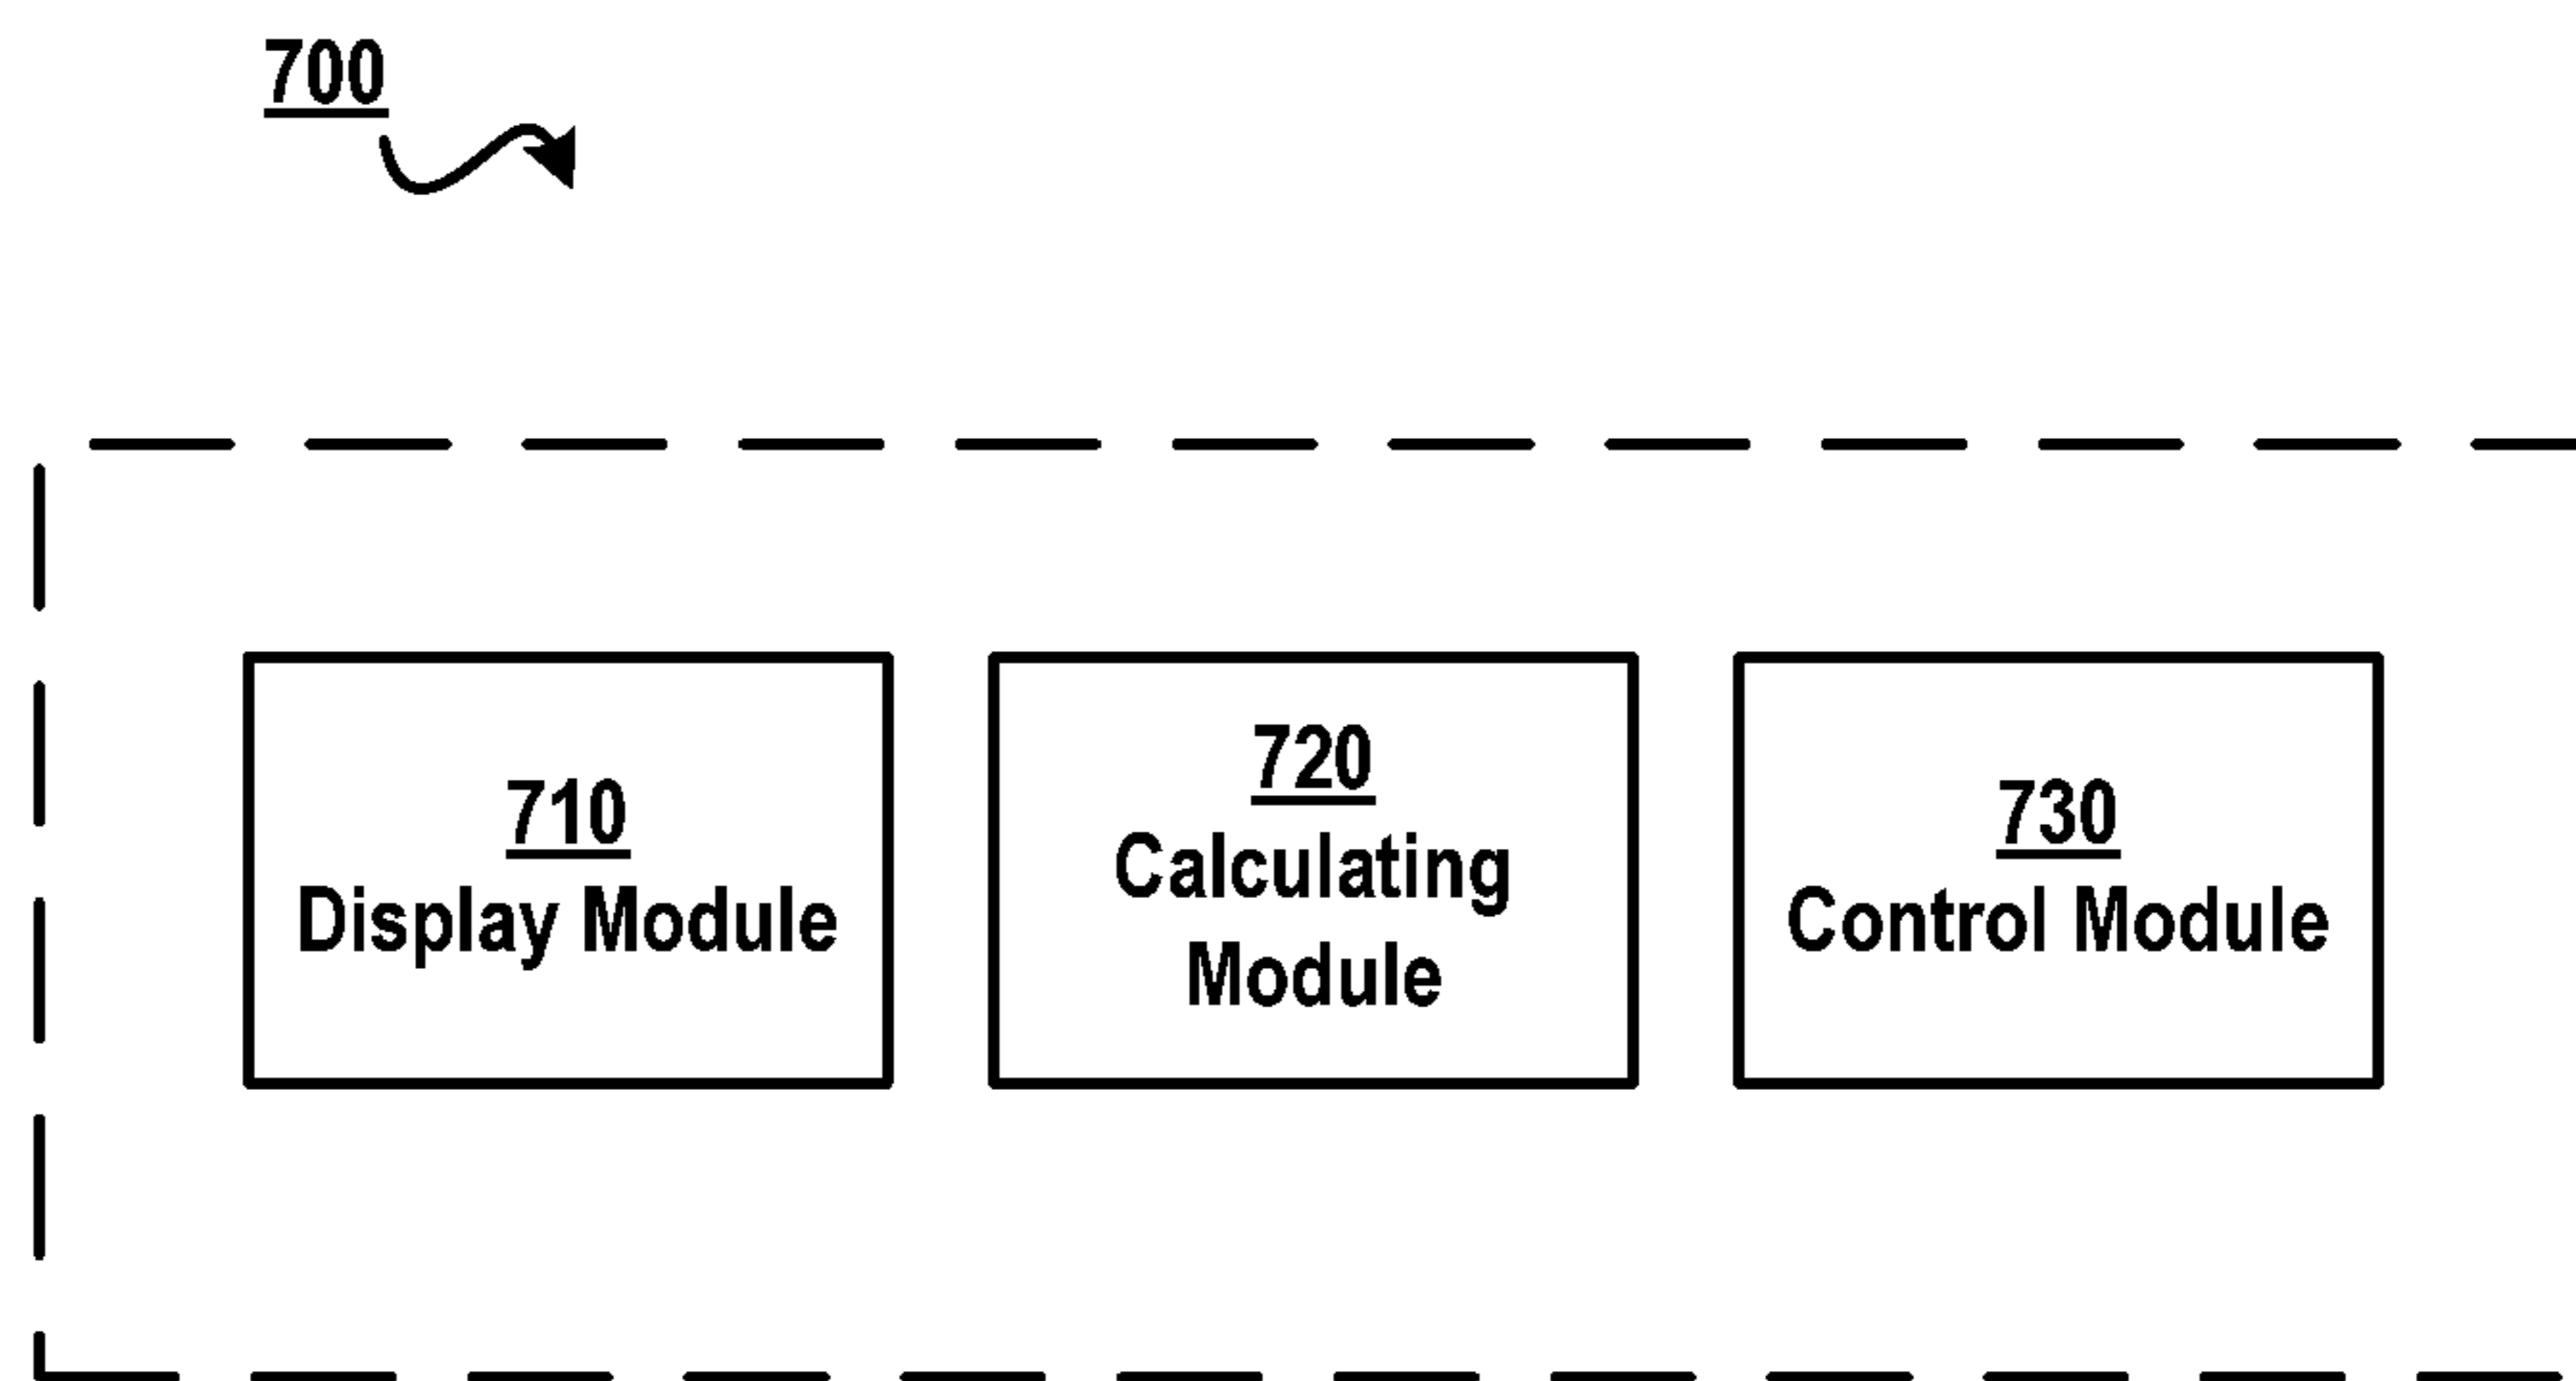 700
710
Display Module
720
Calculating
Module
730
Control Module